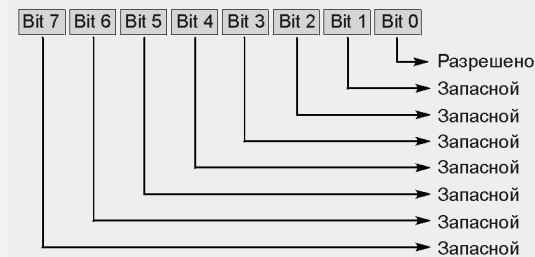 Bit 7 Bit 6 Bit 5 Bit 4 Bit 3 Bit 2 Bit 1 Bit 0
Разрешено
Запасной
Запасной
Запасной
Запасной
Запасной
Запасной
Запасной